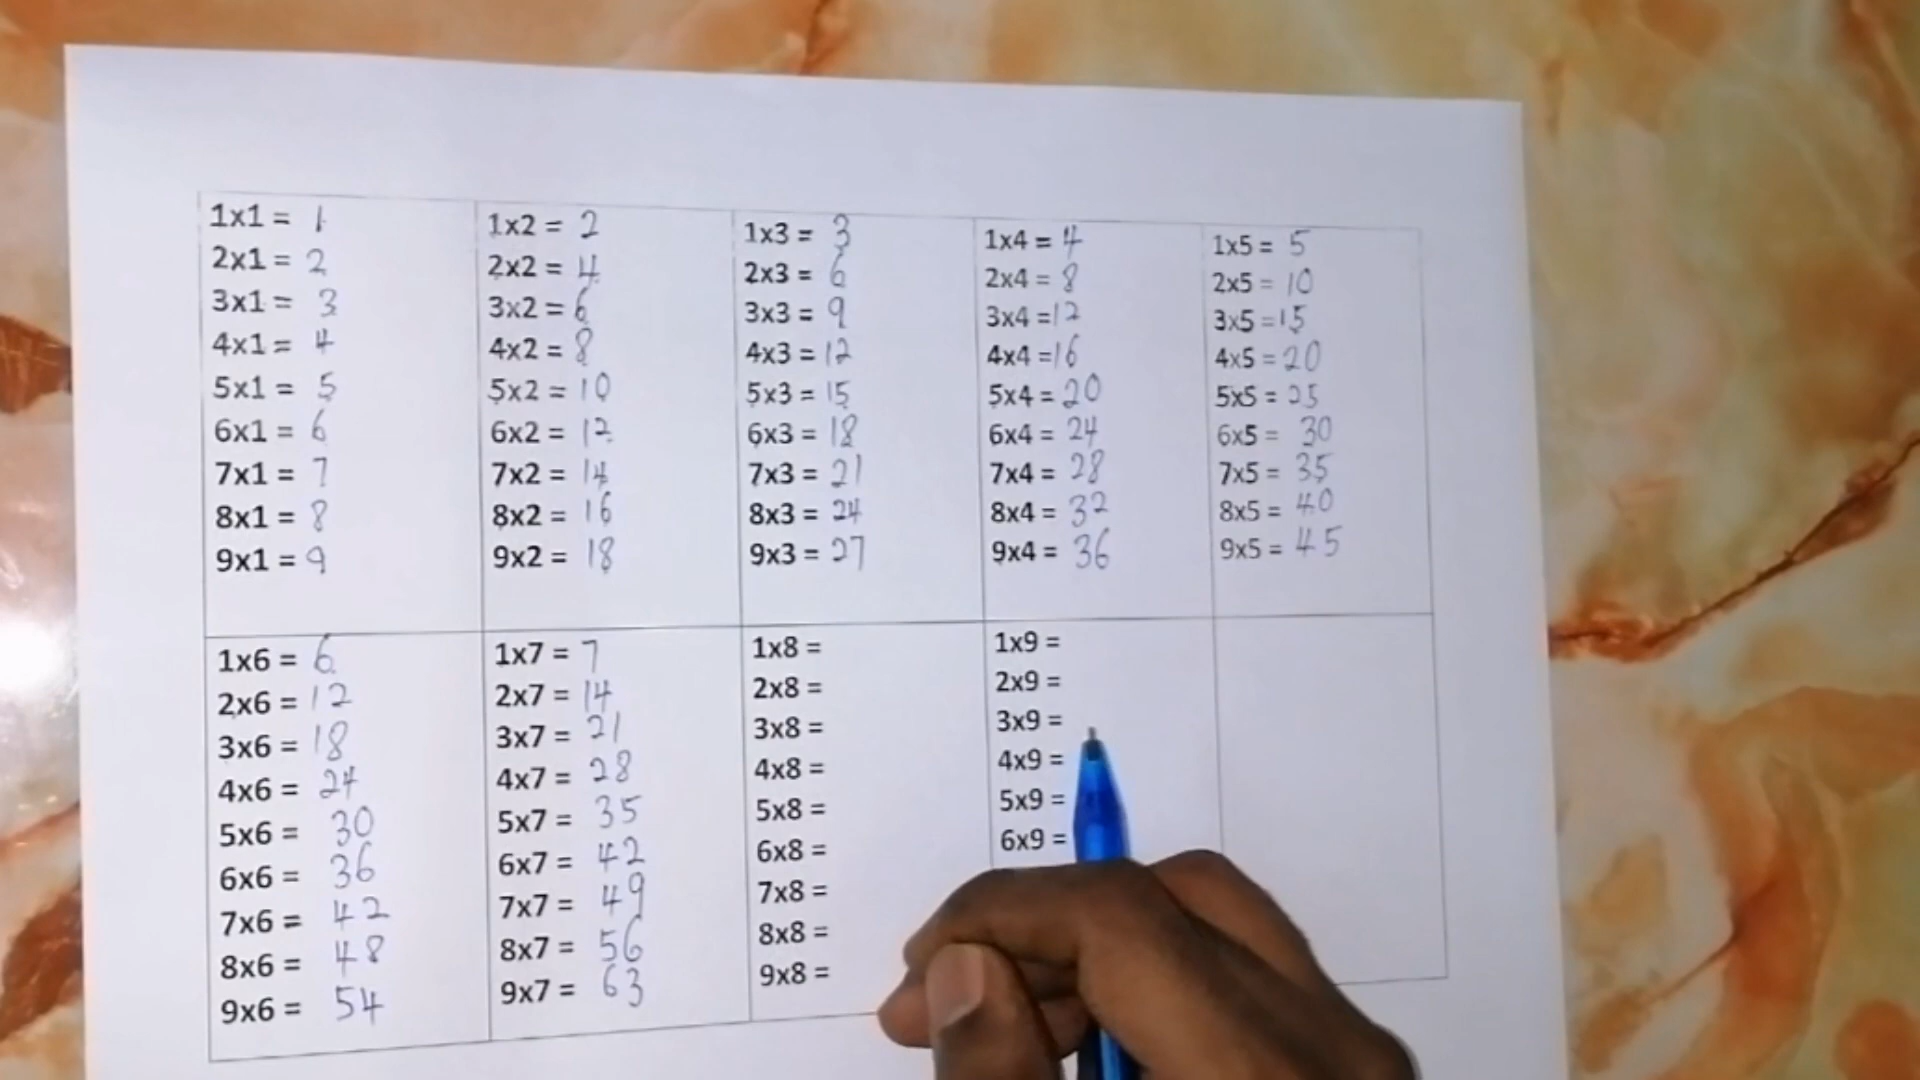 1x1 = 1
2x1 = 2
3x1 = 3
4x1 = 4
5x1 = 5
6x1 = 6
7x1 = 7
8x1 = 8
9x1 = 9
1x2 = 2
2x2 = 4
3x2 = 6
4x2 = 8
5x2 = 10
6x2 = 12
7x2 = 14
8x2 = 16
9x2 = 18
1x3 = 3
2x3 = 6
3x3 = 9
4x3 = 12
5x3 = 15
6x3 = 18
7x3 = 21
8x3 = 24
9x3 = 27
1x4 = 4
2x4 = 8
3x4 =12
4x4 =16
5x4 = 20
6x4 = 24
7x4 = 28
8x4 = 32
9x4 = 36
1x5 = 5
2x5 = 10
3x5 =15
4x5 = 20
5x5 = 25
6x5 = 30
7x5 = 35
8x5 = 40
9x5 = 45
1x6 = 6
2x6 = 12
3x6 = 18
4x6 = 24
5x6 = 30
6x6 = 36
7x6 = 42
8x6 = 48
9x6 = 54
1x7 = 7
2x7 = 14
3x7 = 21
4x7 = 28
5x7 = 35
6x7 = 42
7x7 = 49
8x7 = 56
9x7 = 63
1x8 =
2x8 =
3x8 =
4x8 =
5x8 =
6x8 =
7x8 =
8x8 =
9x8 =
1x9 =
2x9 =
3x9 =
4x9 =
5x9 =
6x9 =